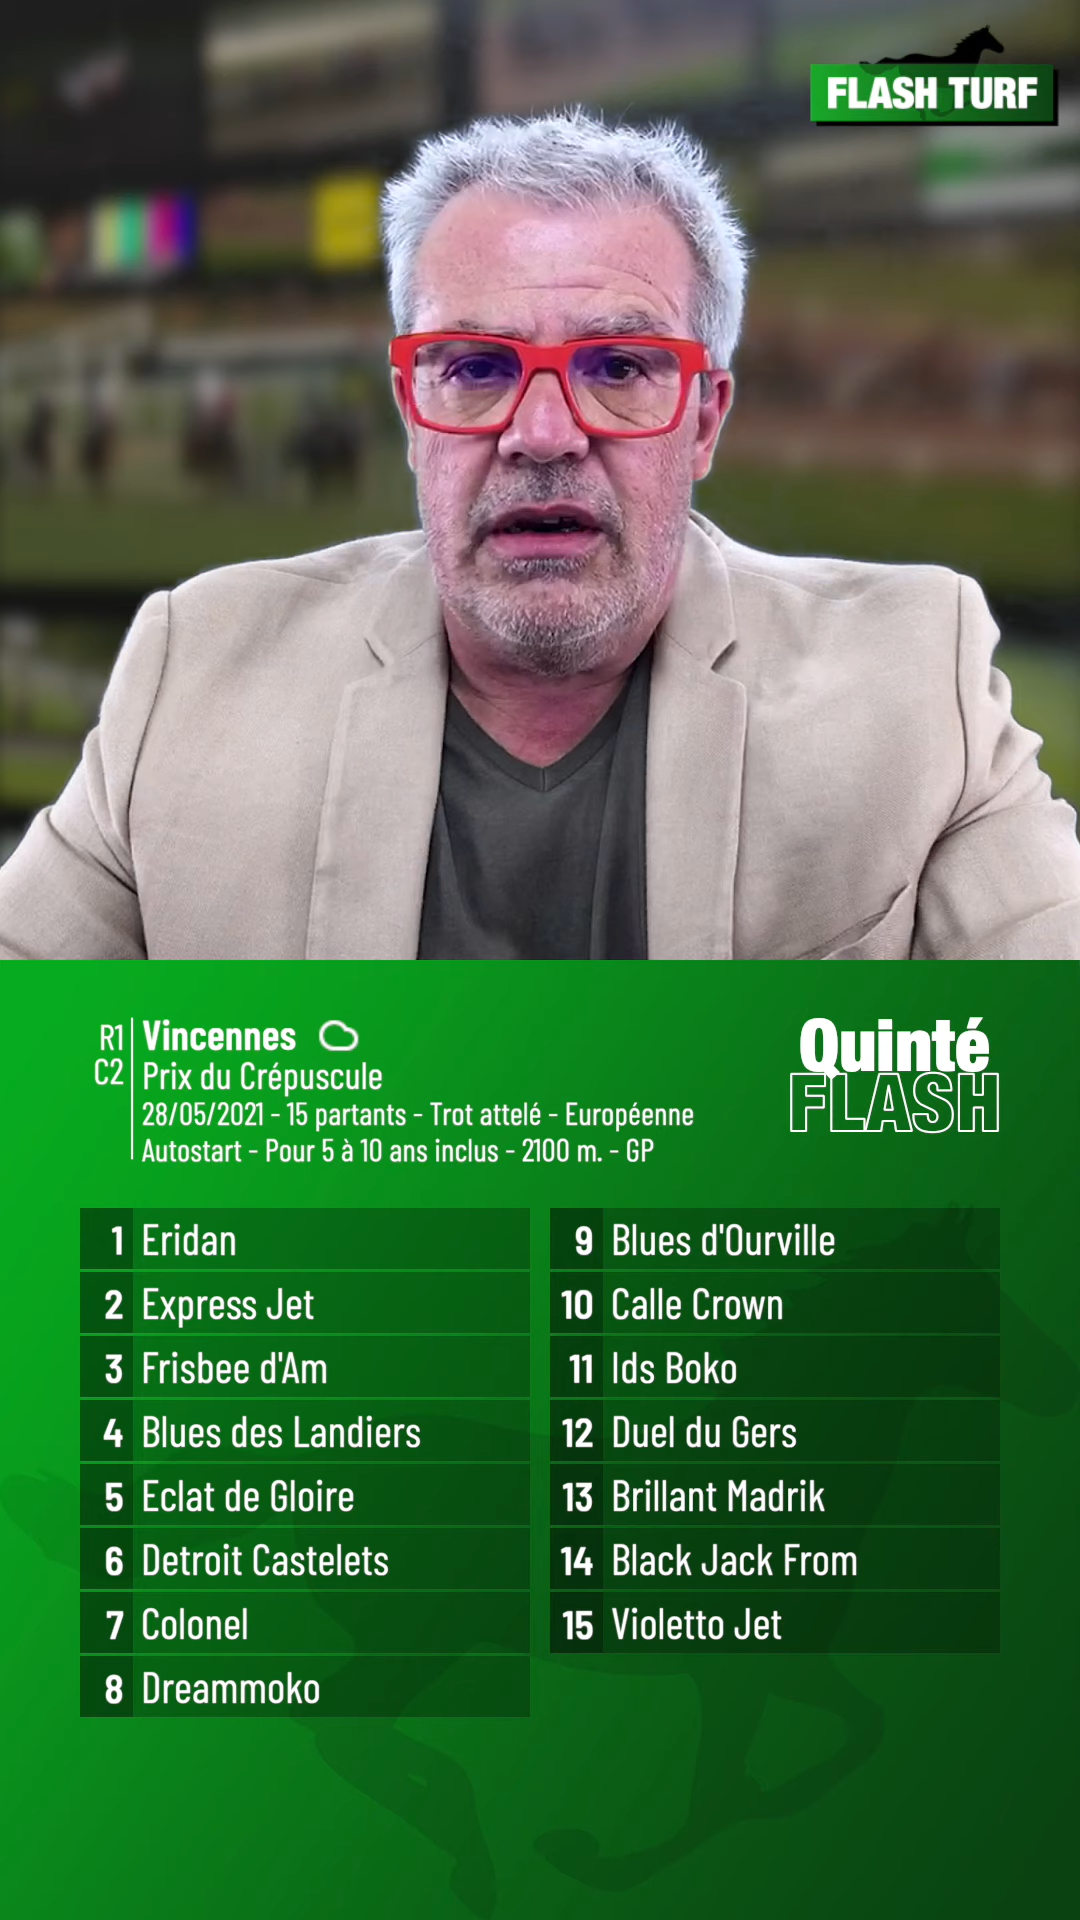 FLASH TURF
R1
C2
Vincennes
Prix du Crépuscule
28/05/2021 - 15 partants - Trot attelé - Européenne
Autostart - Pour 5 à 10 ans inclus - 2100 m. - GP
Quinté
FLASH
1 Eridan
2 Express Jet
3 Frisbee d'Am
4 Blues des Landiers
5 Eclat de Gloire
6 Detroit Castelets
7 Colonel
8 Dreammoko
9 Blues d'Ourville
10 Calle Crown
11 Ids Boko
12 Duel du Gers
13 Brillant Madrik
14 Black Jack From
15 Violetto Jet